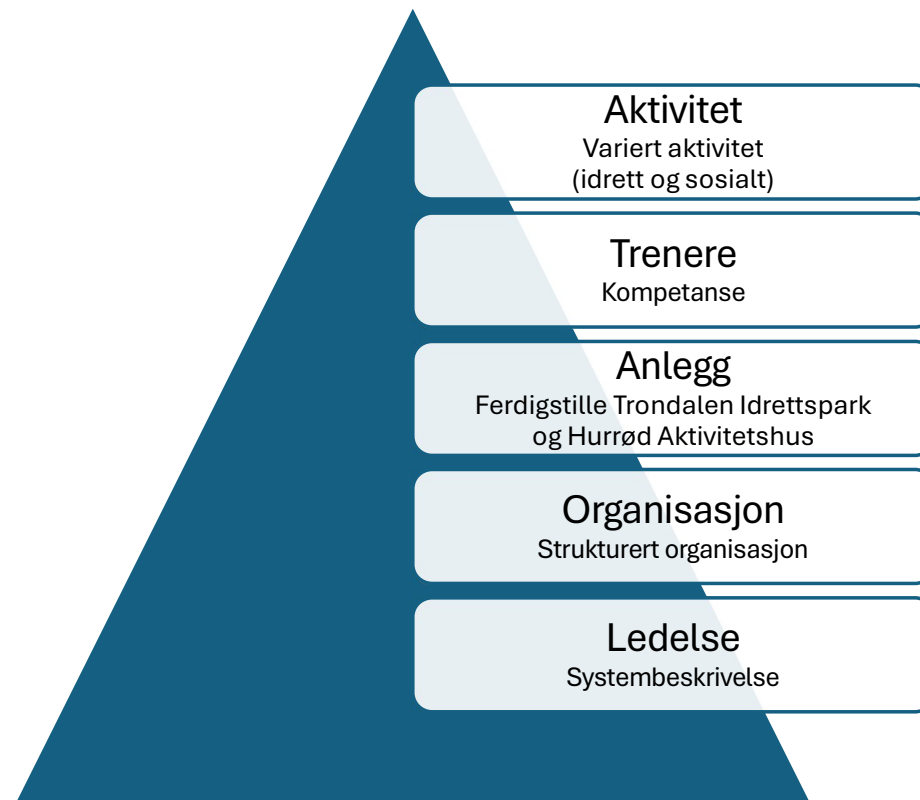 Aktivitet
Variert aktivitet
(idrett og sosialt)
Trenere
Kompetanse
Anlegg
Ferdigstille Trondalen Idrettspark
og Hurrød Aktivitetshus
Organisasjon
Strukturert organisasjon
Ledelse
Systembeskrivelse